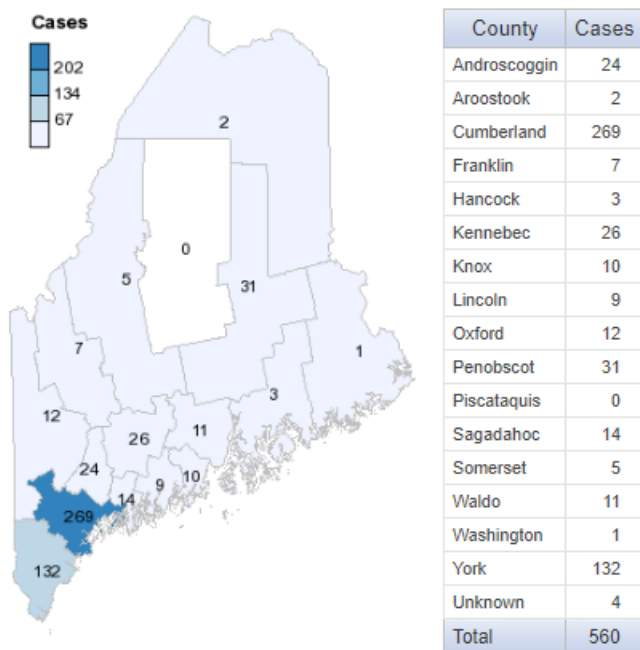 Cases
202
134
67
2
0
5
31
7
1
3
12
11
26
24
10
9
14
269
132
County Cases
Androscoggin 24
Aroostook 2
Cumberland 269
Franklin 7
Hancock 3
Kennebec 26
Knox 10
Lincoln 9
Oxford 12
Penobscot 31
Piscataquis 0
Sagadahoc 14
Somerset 5
Waldo 11
Washington 1
York 132
Unknown 4
Total 560